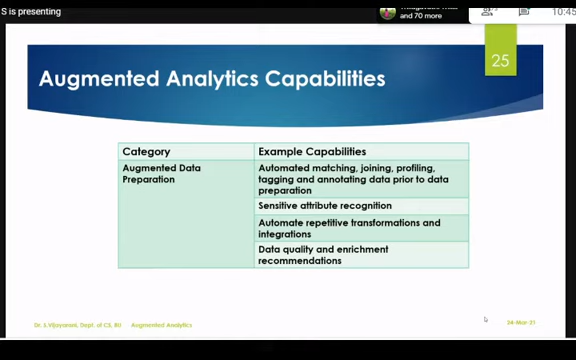 S is presenting
and 70 more
10:45
25
Augmented Analytics Capabilities
Category
Example Capabilities
Augmented Data
Preparation
Automated matching, joining, profiling,
tagging and annotating data prior to data
preparation
Sensitive attribute recognition
Automate repetitive transformations and
integrations
Data quality and enrichment
recommendations
Dr. S.Vijayarani, Dept. of CS, BU
Augmented Analytics
24-Mar-21